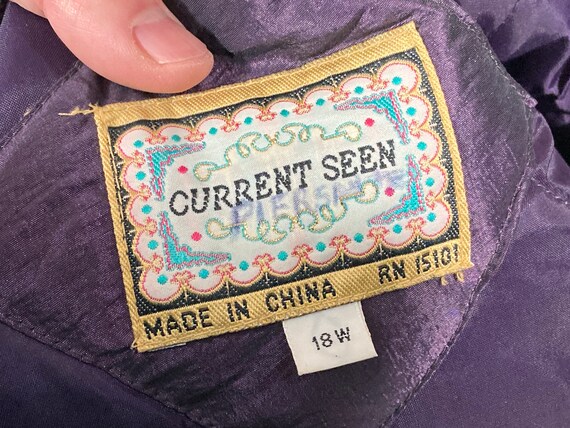 CURRENT SEEN
MADE IN CHINA RN 15101
18W